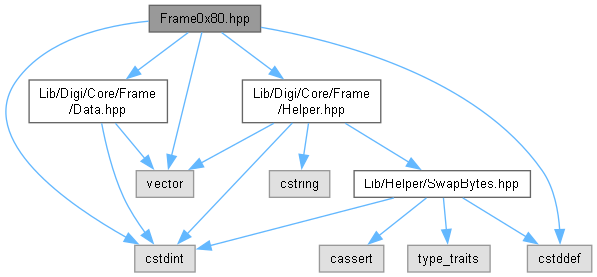 Frame0x80.hpp
Lib/Digi/Core/Frame
/Data.hpp
Lib/Digi/Core/Frame
/Helper.hpp
vector
cstring
Lib/Helper/SwapBytes.hpp
cstdint
cassert
type_traits
cstddef